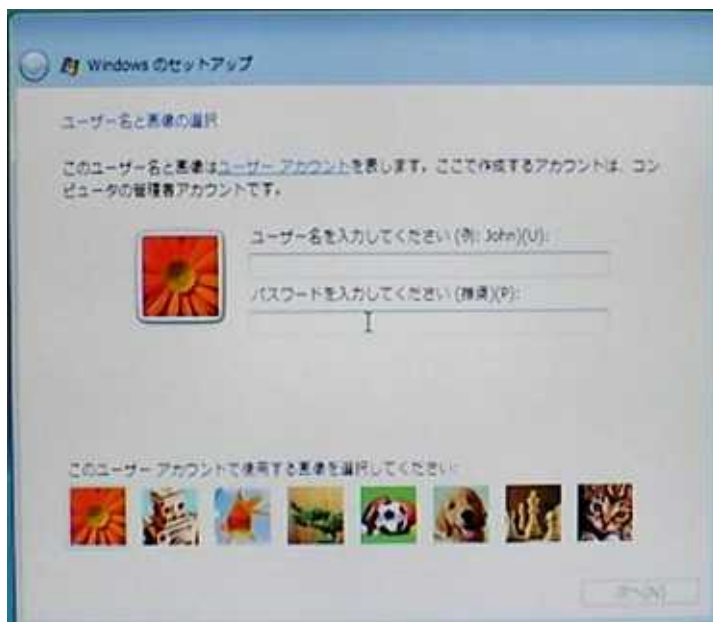 Windows のセットアップ
ユーザー名と画像の選択
このユーザー名と画像はユーザー アカウントを表します。ここで作成するアカウントは、コン
ピュータの管理者アカウントです。
ユーザー名を入力してください (例: John)(U):
パスワードを入力してください (推奨)(P):
このユーザー アカウントで使用する画像を選択してください:
次へ(N)